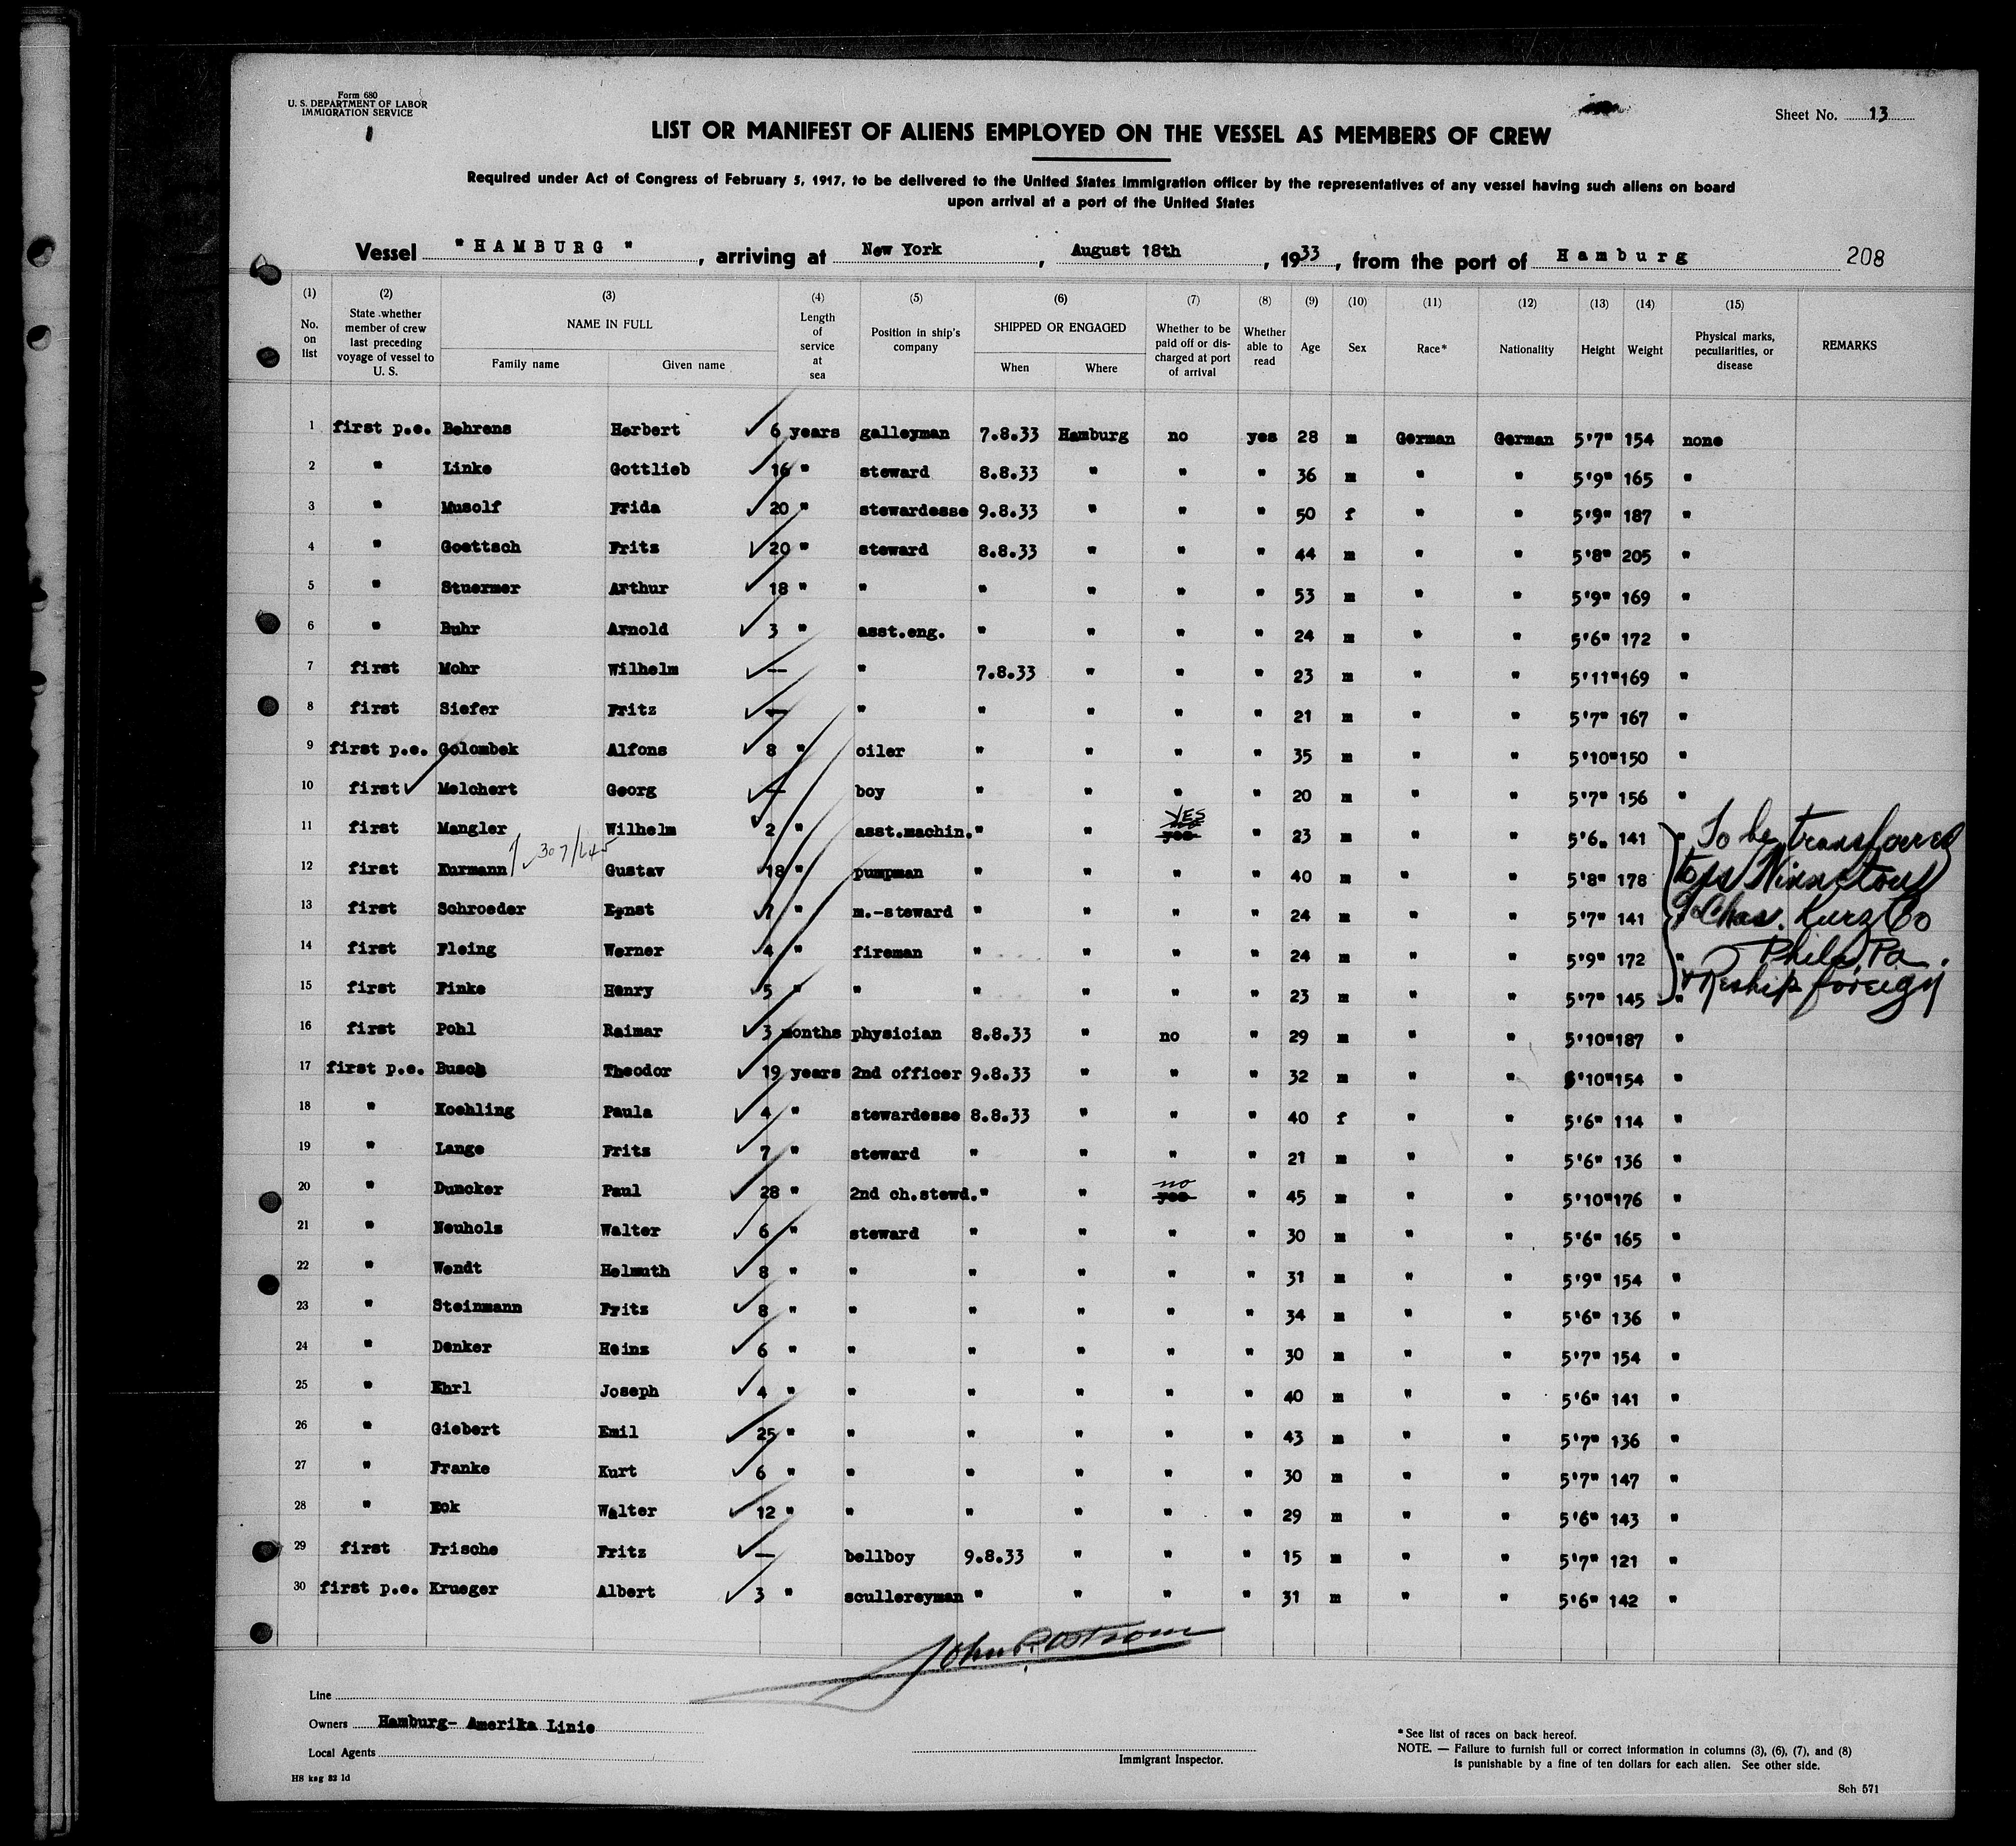 Form 680
U. S. DEPARTMENT OF LABOR
IMMIGRATION SERVICE
Sheet No. 13
LIST OR MANIFEST OF ALIENS EMPLOYED ON THE VESSEL AS MEMBERS OF CREW
Required under Act of Congress of February 5, 1917, to be delivered to the United States immigration officer by the representatives of any vessel having such aliens on board
upon arrival at a port of the United States
Vessel "HAMBURG", arriving at New York, August 18th, 1933, from the port of Hamburg 208
(1) (2) (3) (4) (5) (6) (7) (8) (9) (10) (11) (12) (13) (14) (15)
No. on list | State whether member of crew last preceding voyage of vessel to U. S. | NAME IN FULL Family name Given name | Length of service at sea | Position in ship's company | SHIPPED OR ENGAGED When Where | Whether to be paid off or discharged at port of arrival | Whether able to read | Age | Sex | Race* | Nationality | Height | Weight | Physical marks, peculiarities, or disease | REMARKS
1 first p.e. Behrens Herbert 6 years galleyman 7.8.33 Hamburg no yes 28 m German German 5'7" 154 none
2 " Linke Gottlieb 16 " steward 8.8.33 " " " 36 m " " 5'9" 165 "
3 " Musolf Frida 20 " stewardesse 9.8.33 " " " 50 f " " 5'9" 187 "
4 " Goettsch Fritz 20 " steward 8.8.33 " " " 44 m " " 5'8" 205 "
5 " Stuermer Arthur 18 " " " " " " 53 m " " 5'9" 169 "
6 " Buhr Arnold 3 " asst.eng. " " " " 24 m " " 5'6" 172 "
7 first Mohr Wilhelm — " 7.8.33 " " " 23 m " " 5'11" 169 "
8 first Siefer Fritz — " " " " " 21 m " " 5'7" 167 "
9 first p.e. Golombek Alfons 8 " oiler " " " " 35 m " " 5'10" 150 "
10 first Melchert Georg — boy " " " " 20 m " " 5'7" 156 "
11 first Mangler Wilhelm 2 " asst.machin. " " YES yes " 23 m " " 5'6" 141 " To be transferred
12 first Kurmann 307/645 Gustav 18 " pumpman " " " " 40 m " " 5'8" 178 to ss
13 first Schroeder Ernst 7 " m.-steward " " " " 24 m " " 5'7" 141 " Chas. Kurz Co
14 first Fleing Werner 4 " fireman " " " " 24 m " " 5'9" 172 " Phila Pa.
15 first Finke Henry 5 " " " " " " 23 m " " 5'7" 145 " Reship foreign
16 first Pohl Raimar 3 months physician 8.8.33 " no " 29 m " " 5'10" 187 "
17 first p.e. Busch Theodor 19 years 2nd officer 9.8.33 " " " 32 m " " 5'10" 154 "
18 " Koehling Paula 4 " stewardesse 8.8.33 " " " 40 f " " 5'6" 114 "
19 " Lange Fritz 7 " steward " " " " 21 m " " 5'6" 136 "
20 " Duncker Paul 28 " 2nd ch.stewd. " " no yes " 45 m " " 5'10" 176 "
21 " Neuholz Walter 6 " steward " " " " 30 m " " 5'6" 165 "
22 " Wendt Helmuth 8 " " " " " " 31 m " " 5'9" 154 "
23 " Steinmann Fritz 8 " " " " " " 34 m " " 5'6" 136 "
24 " Denker Heinz 6 " " " " " " 30 m " " 5'7" 154 "
25 " Ehrl Joseph 4 " " " " " " 40 m " " 5'6" 141 "
26 " Giebert Emil 25 " " " " " " 43 m " " 5'7" 136 "
27 " Franke Kurt 6 " " " " " " 30 m " " 5'7" 147 "
28 " Eck Walter 12 " " " " " " 29 m " " 5'6" 143 "
29 first Frische Fritz — bellboy 9.8.33 " " " 15 m " " 5'7" 121 "
30 first p.e. Krueger Albert 3 " scullereyman " " " " 31 m " " 5'6" 142 "
Line
Owners Hamburg- Amerika Linie
Local Agents
Immigrant Inspector.
*See list of races on back hereof.
NOTE. — Failure to furnish full or correct information in columns (3), (6), (7), and (8)
is punishable by a fine of ten dollars for each alien. See other side.
H8 kag 82 1d
Sch 571